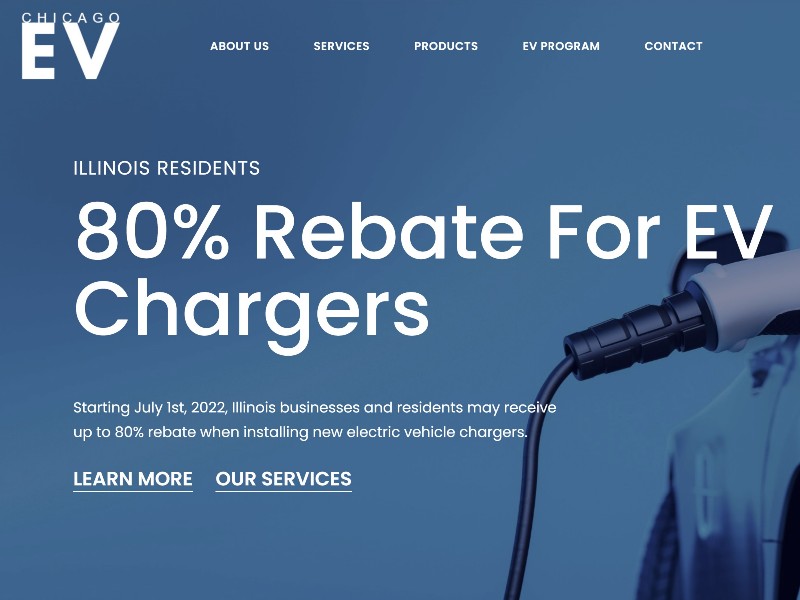 CHICAGO
EV
ABOUT US SERVICES PRODUCTS EV PROGRAM CONTACT
ILLINOIS RESIDENTS
80% Rebate For EV
Chargers
Starting July 1st, 2022, Illinois businesses and residents may receive
up to 80% rebate when installing new electric vehicle chargers.
LEARN MORE OUR SERVICES